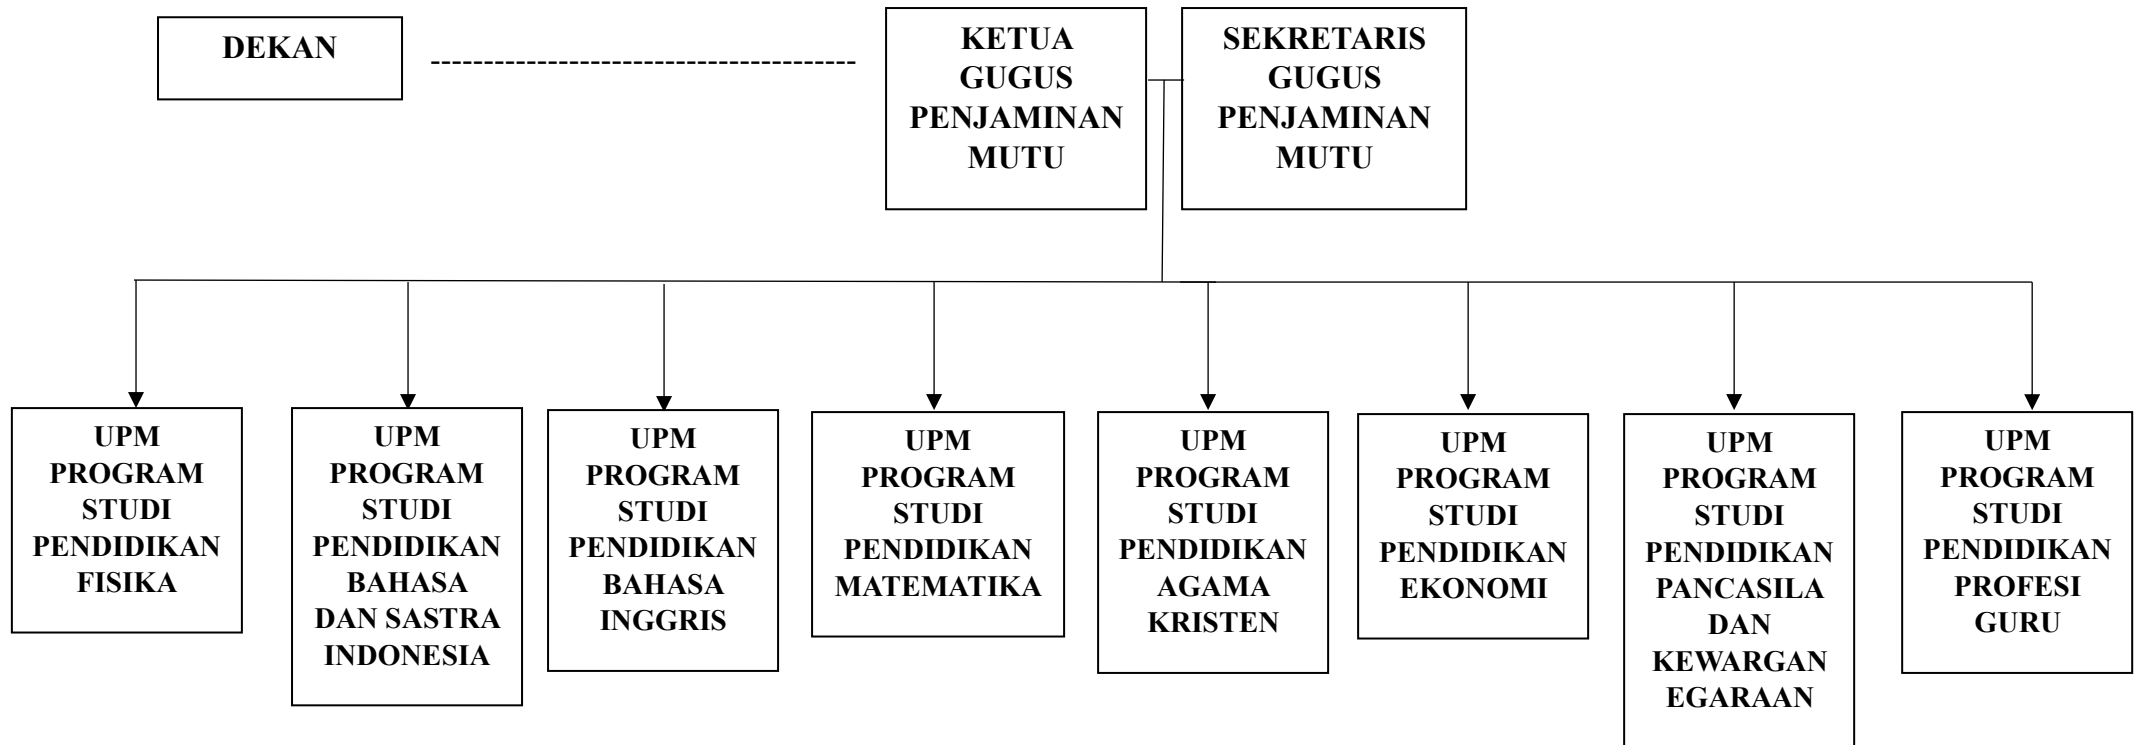 DEKAN
KETUA
GUGUS
PENJAMINAN
MUTU
SEKRETARIS
GUGUS
PENJAMINAN
MUTU
UPM
PROGRAM
STUDI
PENDIDIKAN
FISIKA
UPM
PROGRAM
STUDI
PENDIDIKAN
BAHASA
DAN SASTRA
INDONESIA
UPM
PROGRAM
STUDI
PENDIDIKAN
BAHASA
INGGRIS
UPM
PROGRAM
STUDI
PENDIDIKAN
MATEMATIKA
UPM
PROGRAM
STUDI
PENDIDIKAN
AGAMA
KRISTEN
UPM
PROGRAM
STUDI
PENDIDIKAN
EKONOMI
UPM
PROGRAM
STUDI
PENDIDIKAN
PANCASILA
DAN
KEWARGAN
EGARAAN
UPM
PROGRAM
STUDI
PENDIDIKAN
PROFESI
GURU